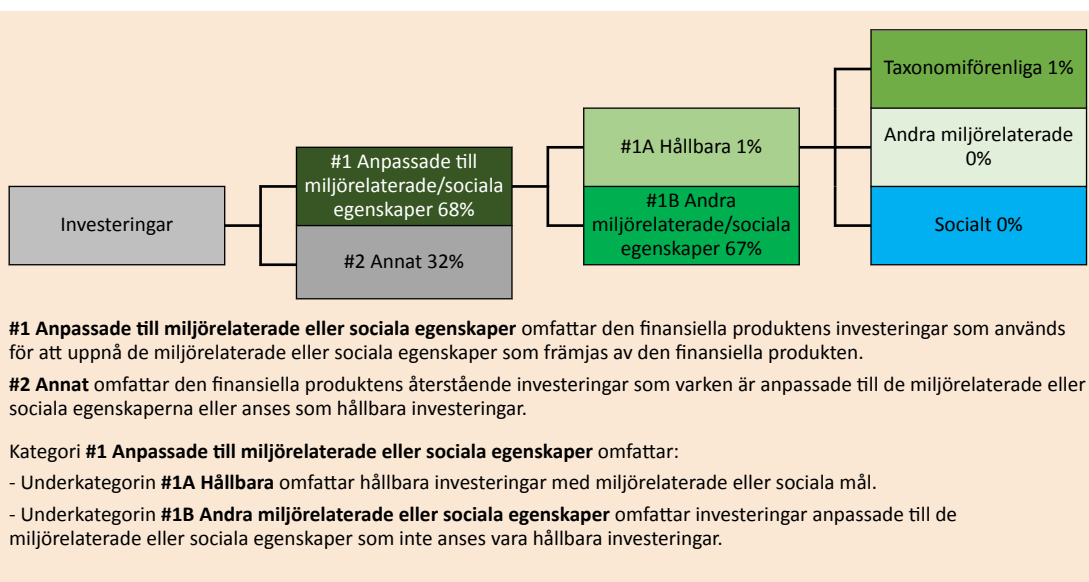 Taxonomiförenliga 1%
Andra miljörelaterade
0%
Socialt 0%
#1A Hållbara 1%
#1B Andra
miljörelaterade/sociala
egenskaper 67%
#1 Anpassade till
miljörelaterade/sociala
egenskaper 68%
#2 Annat 32%
Investeringar
#1 Anpassade till miljörelaterade eller sociala egenskaper omfattar den finansiella produktens investeringar som används
för att uppnå de miljörelaterade eller sociala egenskaper som främjas av den finansiella produkten.
#2 Annat omfattar den finansiella produktens återstående investeringar som varken är anpassade till de miljörelaterade eller
sociala egenskaperna eller anses som hållbara investeringar.
Kategori #1 Anpassade till miljörelaterade eller sociala egenskaper omfattar:
- Underkategorin #1A Hållbara omfattar hållbara investeringar med miljörelaterade eller sociala mål.
- Underkategorin #1B Andra miljörelaterade eller sociala egenskaper omfattar investeringar anpassade till de
miljörelaterade eller sociala egenskaper som inte anses vara hållbara investeringar.